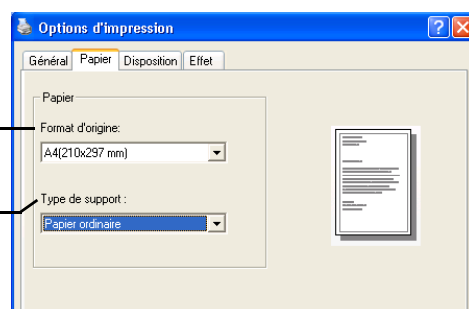 Options d'impression
Général Papier Disposition Effet
Papier
Format d'origine:
A4(210x297 mm)
Type de support :
Papier ordinaire